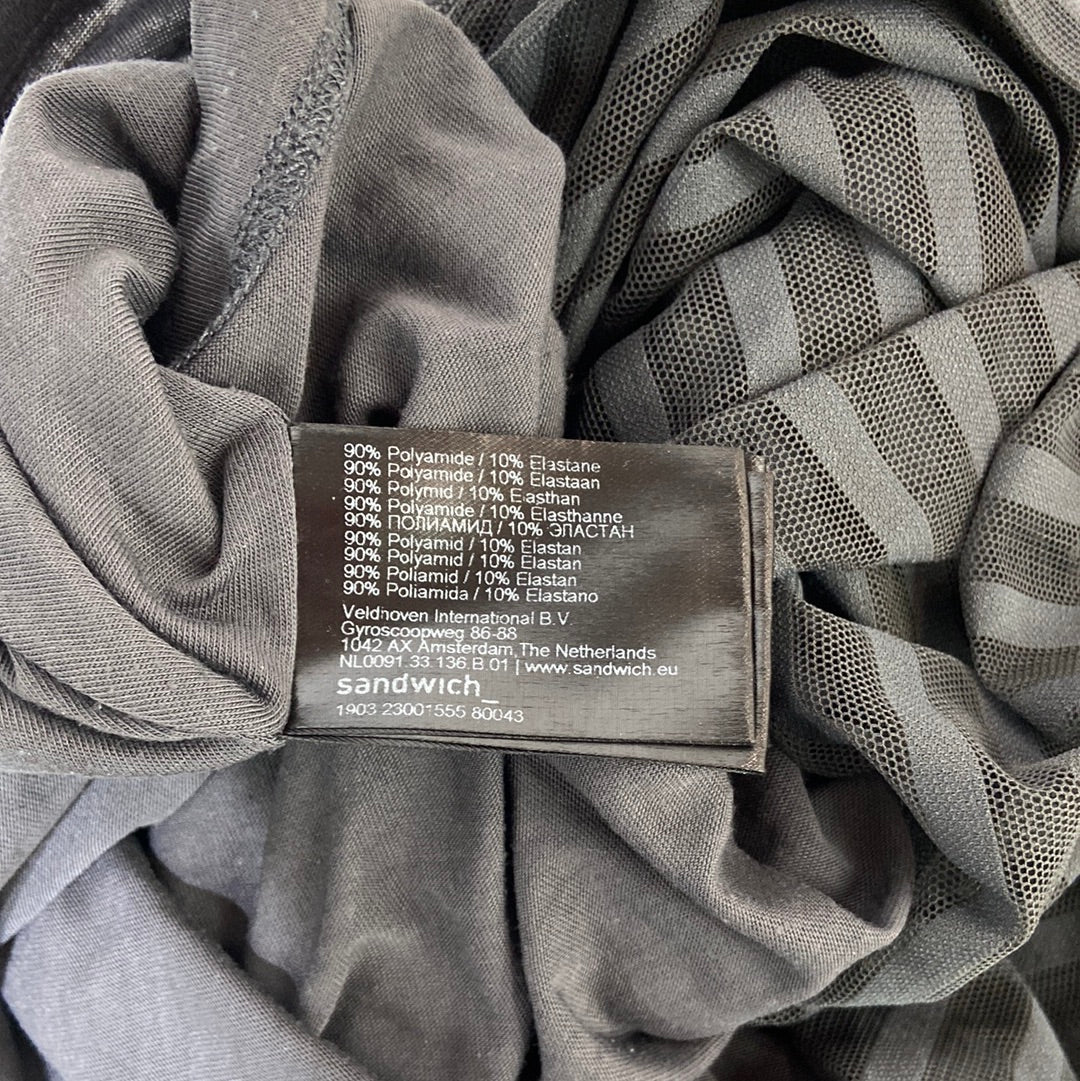 90% Polyamide / 10% Elastane
90% Polyamide / 10% Elastaan
90% Polymid / 10% Easthan
90% Polyamide / 10% Elasthanne
90% ПОЛИАМИД / 10% ЭЛАСТАН
90% Polyamid / 10% Elastan
90% Polyamid / 10% Elastan
90% Poliamid / 10% Elastan
90% Poliamida / 10% Elastano
Veldhoven International B.V.
Gyroscoopweg 86-88
1042 AX Amsterdam, The Netherlands
NL0091.33.136.B.01 | www.sandwich.eu
sandwich_
1903 23001555 80043